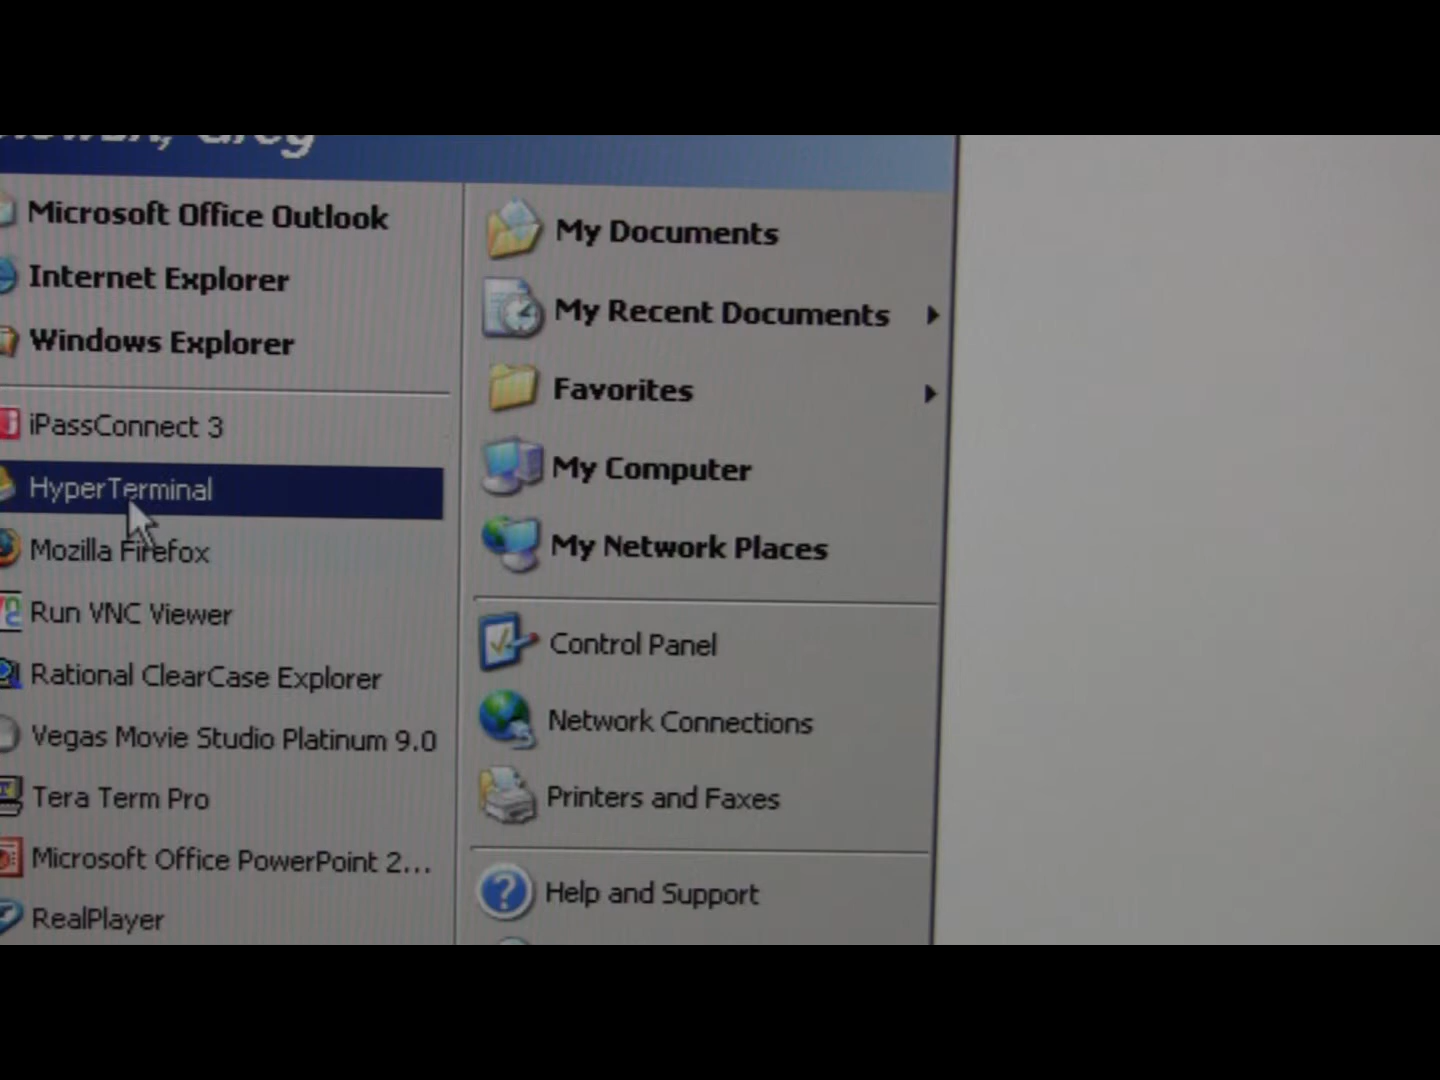 Greg
Microsoft Office Outlook
Internet Explorer
Windows Explorer
iPassConnect 3
HyperTerminal
Mozilla Firefox
Run VNC Viewer
Rational ClearCase Explorer
Vegas Movie Studio Platinum 9.0
Tera Term Pro
Microsoft Office PowerPoint 2...
RealPlayer
My Documents
My Recent Documents
Favorites
My Computer
My Network Places
Control Panel
Network Connections
Printers and Faxes
Help and Support